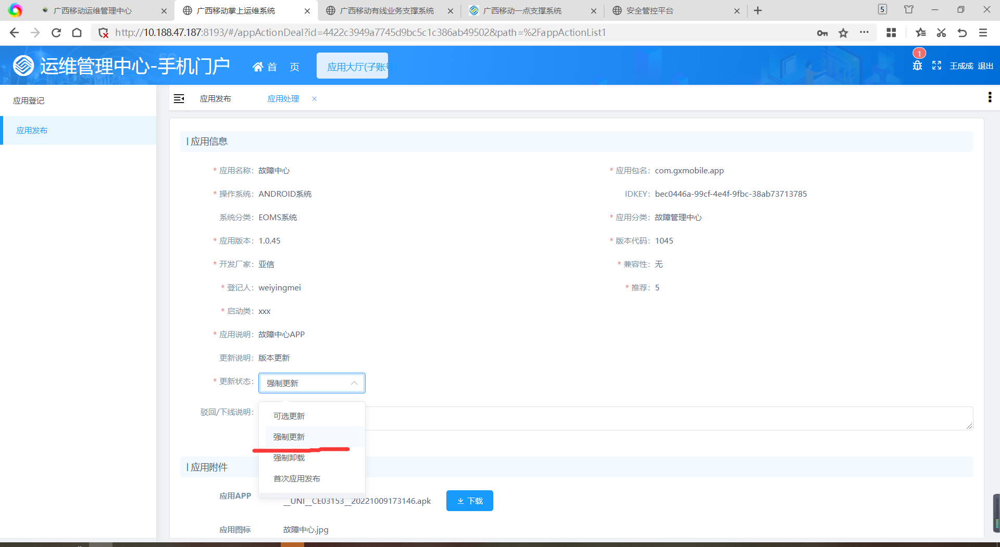 广西移动运维管理中心
广西移动掌上运维系统
广西移动有线业务支撑系统
广西移动一点支撑系统
安全管控平台
5
http://10.188.47.187:8193/#/appActionDeal?id=4422c3949a7745d9bc5c1c386ab49502&path=%2FappActionList1
运维管理中心-手机门户
首 页
应用大厅(子账号)
1
王成成 退出
应用登记
应用发布
应用发布
应用处理
应用信息
* 应用名称: 故障中心
* 应用包名: com.gxmobile.app
* 操作系统: ANDROID系统
IDKEY: bec0446a-99cf-4e4f-9fbc-38ab73713785
系统分类: EOMS系统
* 应用分类: 故障管理中心
* 应用版本: 1.0.45
* 版本代码: 1045
* 开发厂家: 亚信
* 兼容性: 无
* 登记人: weiyingmei
* 推荐: 5
* 启动类: xxx
* 应用说明: 故障中心APP
更新说明: 版本更新
* 更新状态: 强制更新
驳回/下线说明:
可选更新
强制更新
强制卸载
首次应用发布
应用附件
应用APP
__UNI__CE03153__20221009173146.apk
下载
应用图标
故障中心.jpg